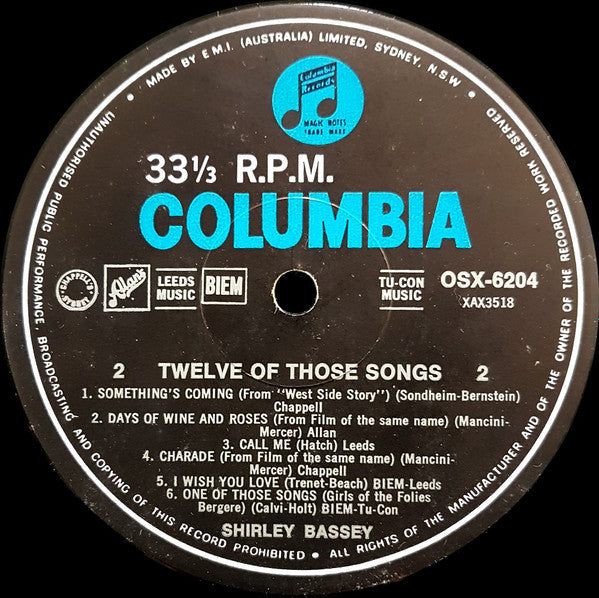 MADE BY E.M.I. (AUSTRALIA) LIMITED, SYDNEY, N.S.W •
Columbia
Records
MAGIC NOTES
TRADE MARK
33⅓ R.P.M.
COLUMBIA
CHAPPELL'S
SYDNEY
Allans
LEEDS
MUSIC
BIEM
TU-CON
MUSIC
OSX-6204
XAX3518
2 TWELVE OF THOSE SONGS 2
1. SOMETHING'S COMING (From "West Side Story") (Sondheim-Bernstein)
Chappell
2. DAYS OF WINE AND ROSES (From Film of the same name) (Mancini-
Mercer) Allan
3. CALL ME (Hatch) Leeds
4. CHARADE (From Film of the same name) (Mancini-
Mercer) Chappell
5. I WISH YOU LOVE (Trenet-Beach) BIEM-Leeds
6. ONE OF THOSE SONGS (Girls of the Folies
Bergere) (Calvi-Holt) BIEM-Tu-Con
SHIRLEY BASSEY
UNAUTHORISED PUBLIC PERFORMANCE, BROADCASTING AND COPYING OF THIS RECORD PROHIBITED • ALL RIGHTS OF THE MANUFACTURER AND OF THE OWNER OF THE RECORDED WORK RESERVED